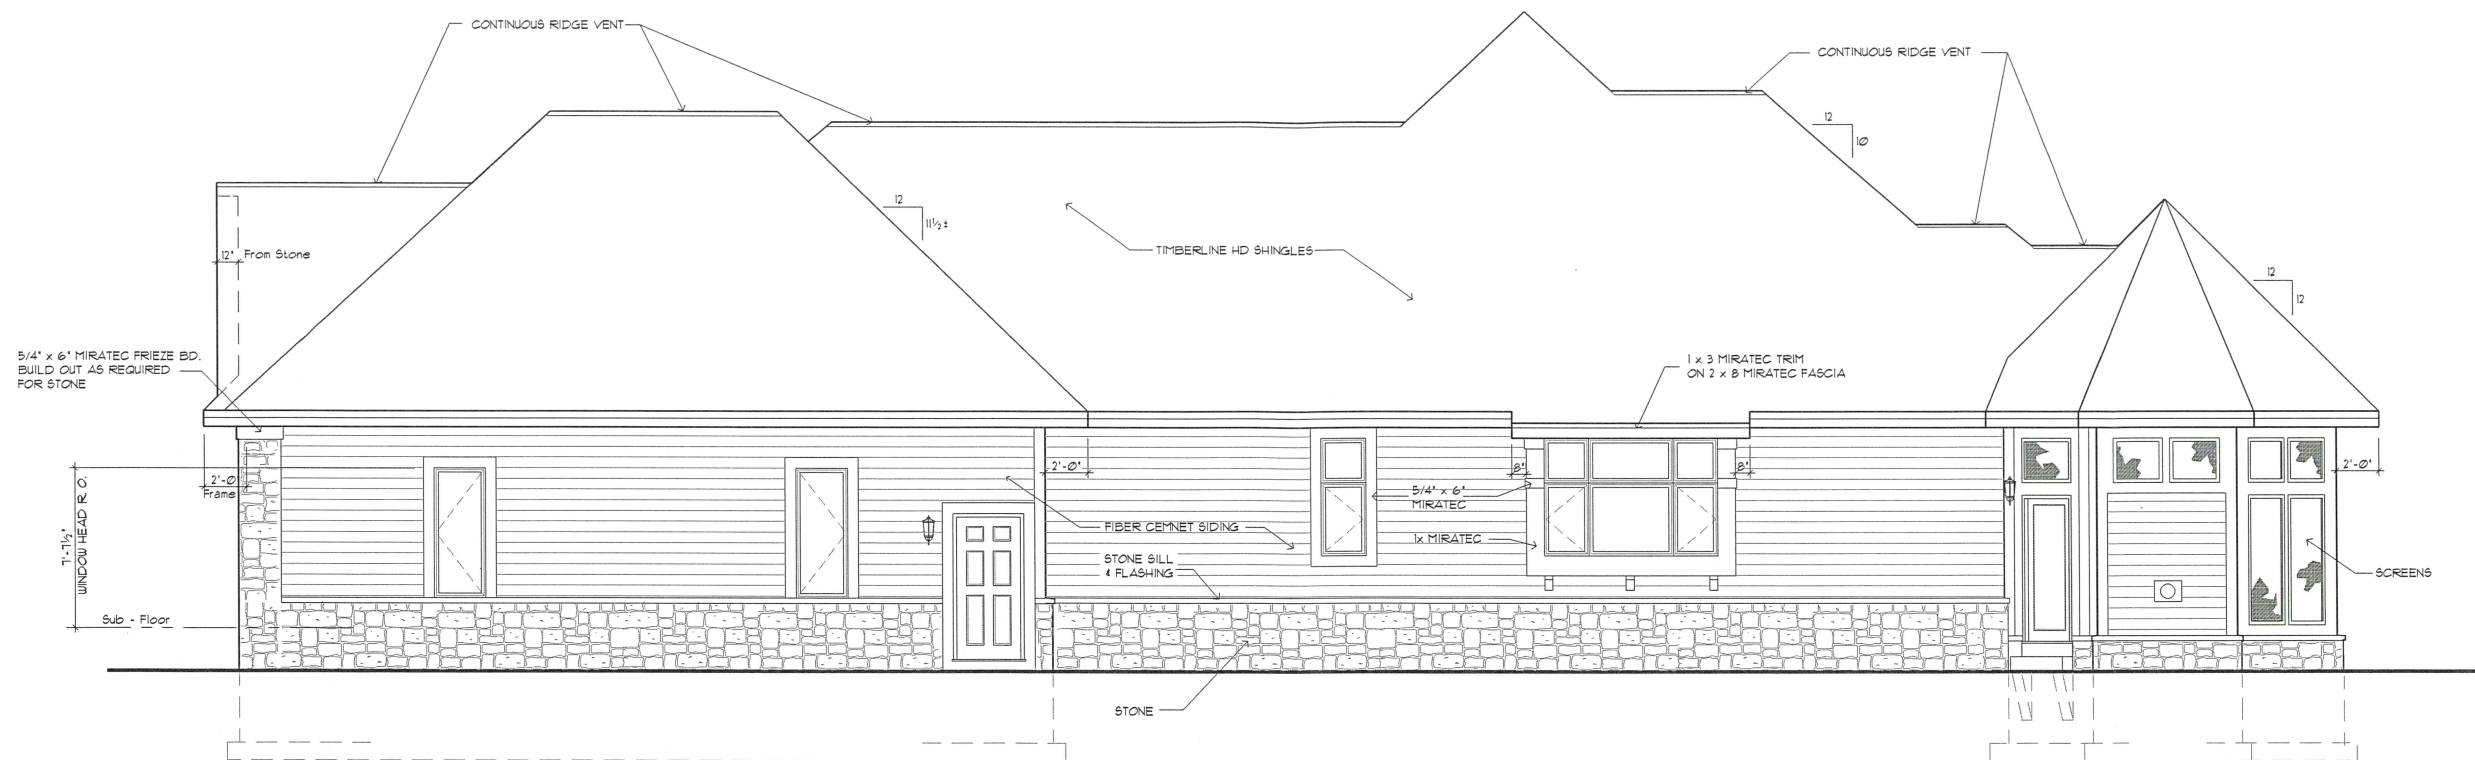 CONTINUOUS RIDGE VENT
CONTINUOUS RIDGE VENT
12
10
12
11½ ±
12" From Stone
TIMBERLINE HD SHINGLES
12
12
5/4" x 6" MIRATEC FRIEZE BD.
BUILD OUT AS REQUIRED
FOR STONE
1 x 3 MIRATEC TRIM
ON 2 x 8 MIRATEC FASCIA
2'-0
Frame
2'-0"
8"
8"
2'-0"
7'-7½"
WINDOW HEAD R. O.
5/4" x 6"
MIRATEC
FIBER CEMNET SIDING
1x MIRATEC
STONE SILL
& FLASHING
SCREENS
Sub - Floor
STONE